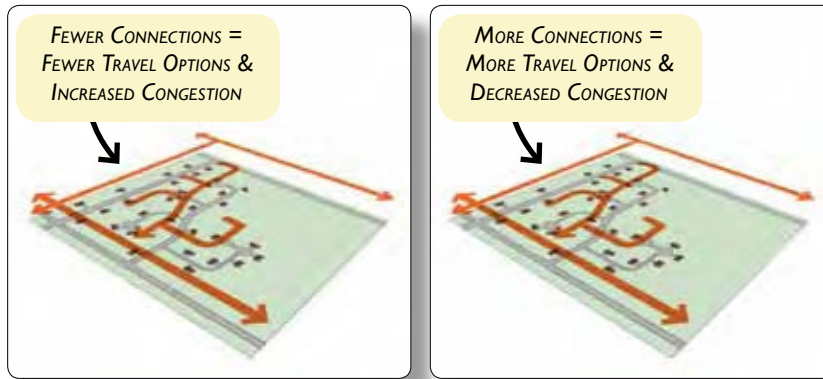 Fewer Connections =
Fewer Travel Options &
Increased Congestion
More Connections =
More Travel Options &
Decreased Congestion